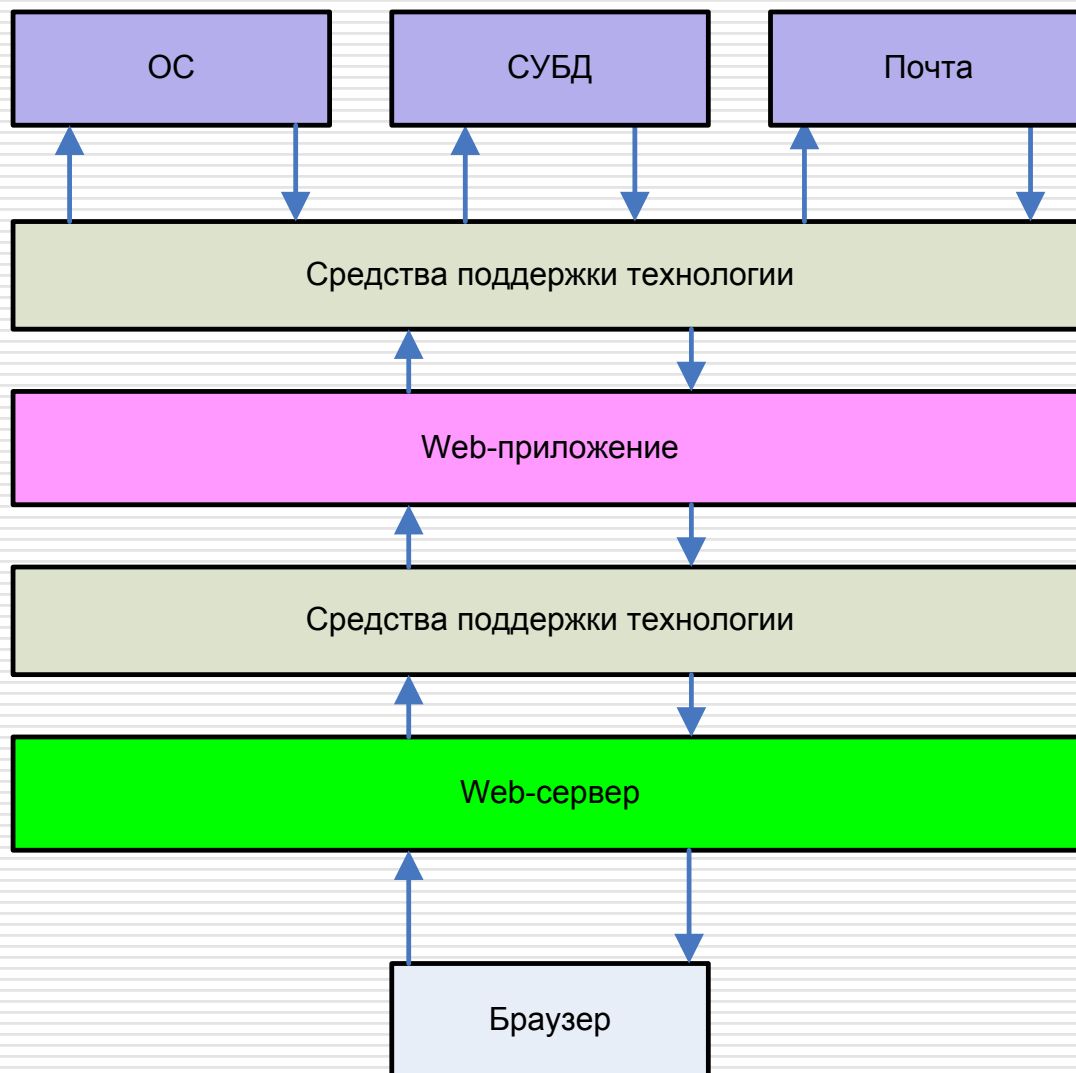 ОС
СУБД
Почта
Средства поддержки технологии
Web-приложение
Средства поддержки технологии
Web-сервер
Браузер